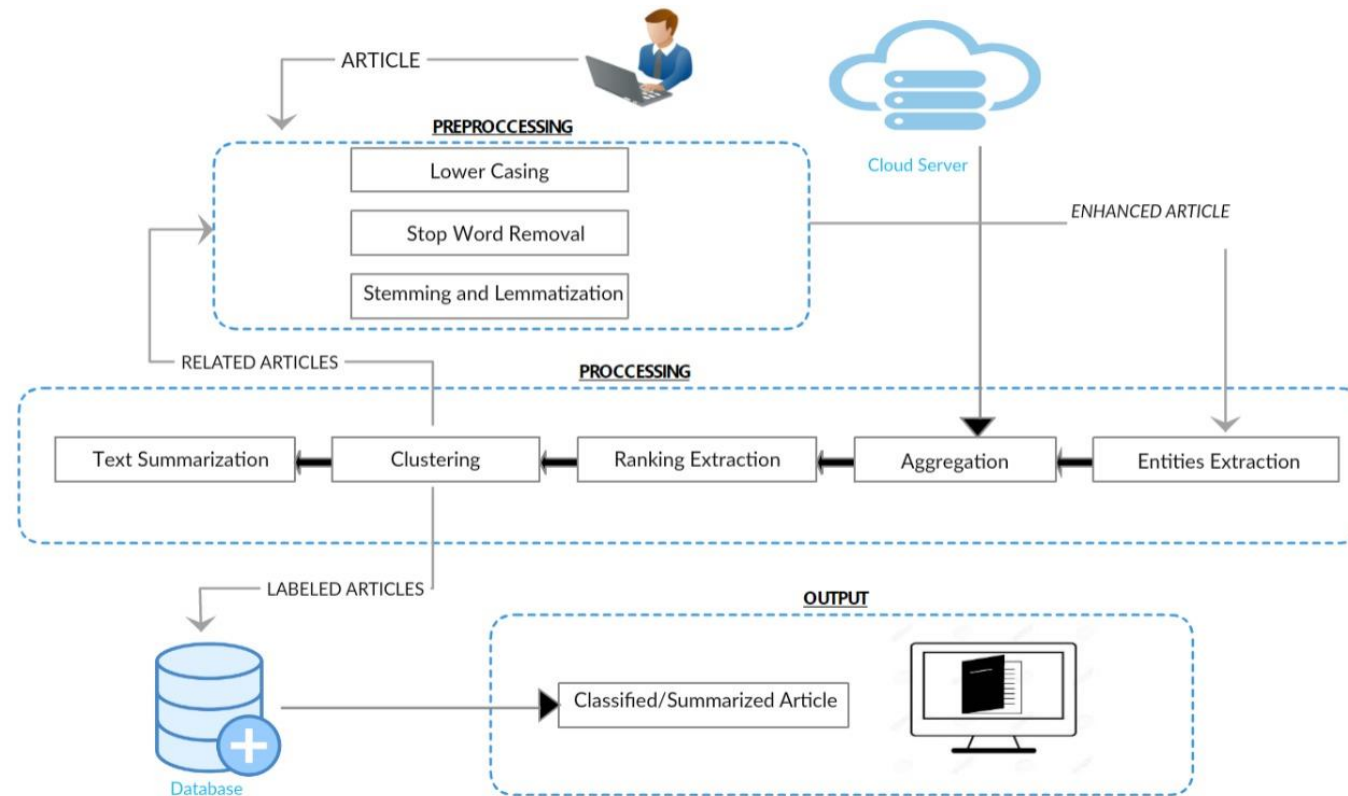 ARTICLE
PREPROCCESSING
Lower Casing
Cloud Server
Stop Word Removal
ENHANCED ARTICLE
Stemming and Lemmatization
RELATED ARTICLES
PROCCESSING
Text Summarization
Clustering
Ranking Extraction
Aggregation
Entities Extraction
LABELED ARTICLES
OUTPUT
Classified/Summarized Article
Database